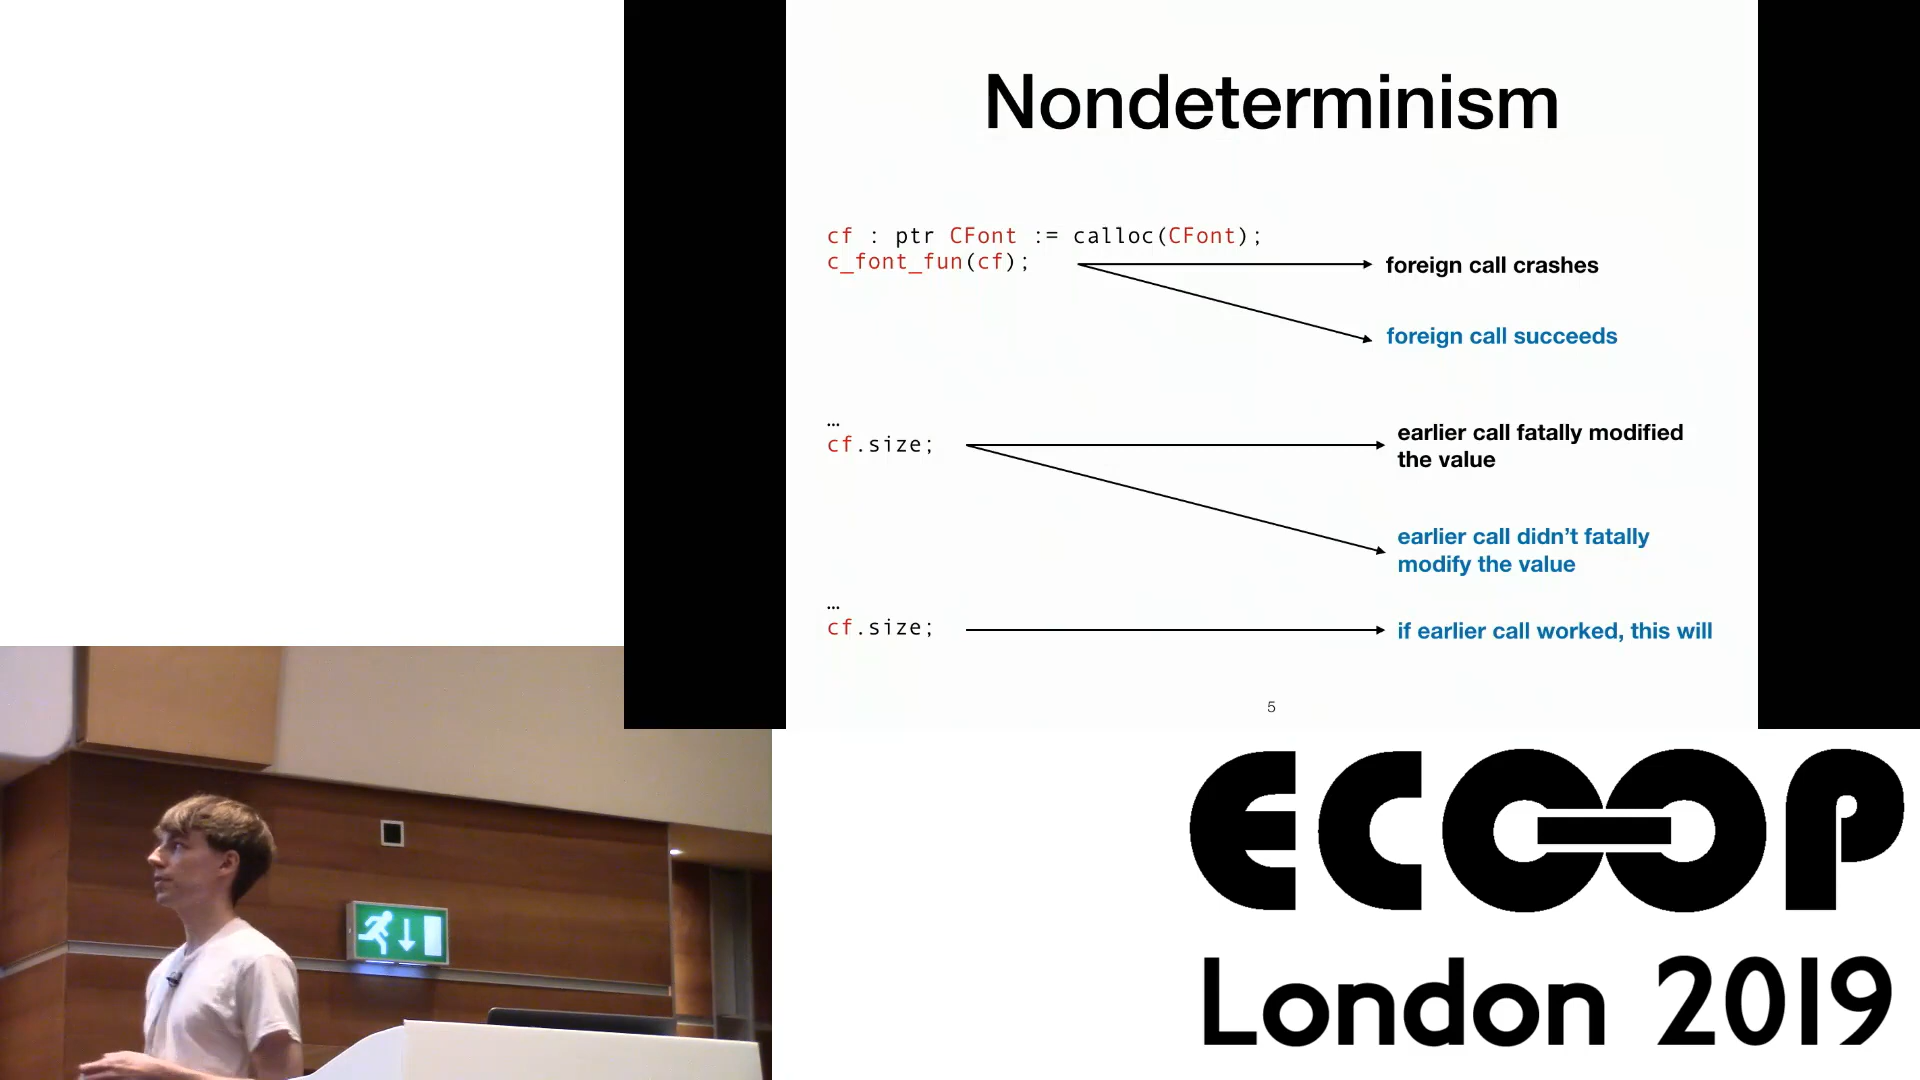 Nondeterminism
cf : ptr CFont := calloc(CFont);
c_font_fun(cf);
foreign call crashes
foreign call succeeds
…
cf.size;
earlier call fatally modified
the value
earlier call didn’t fatally
modify the value
…
cf.size;
if earlier call worked, this will
5
ECOOP
London 2019